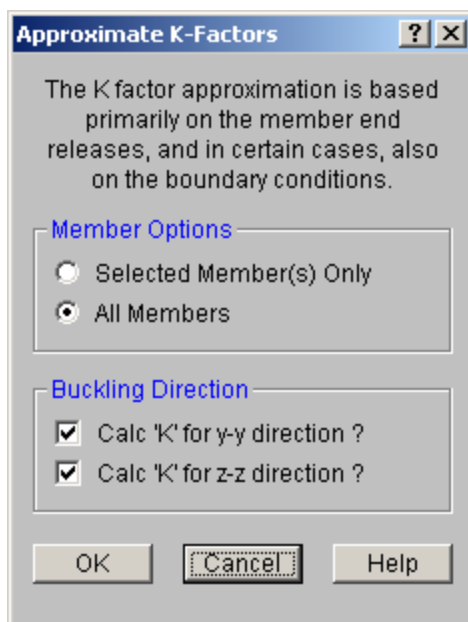 Approximate K-Factors
The K factor approximation is based
primarily on the member end
releases, and in certain cases, also
on the boundary conditions.
Member Options
Selected Member(s) Only
All Members
Buckling Direction
Calc 'K' for y-y direction ?
Calc 'K' for z-z direction ?
OK Cancel Help